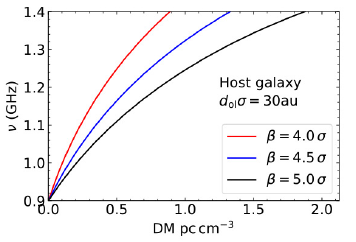 1.4
1.3
1.2
1.1
1.0
0.9
ν (GHz)
Host galaxy
d_olσ = 30au
β = 4.0 σ
β = 4.5 σ
β = 5.0 σ
0.0 0.5 1.0 1.5 2.0
DM pc cm⁻³